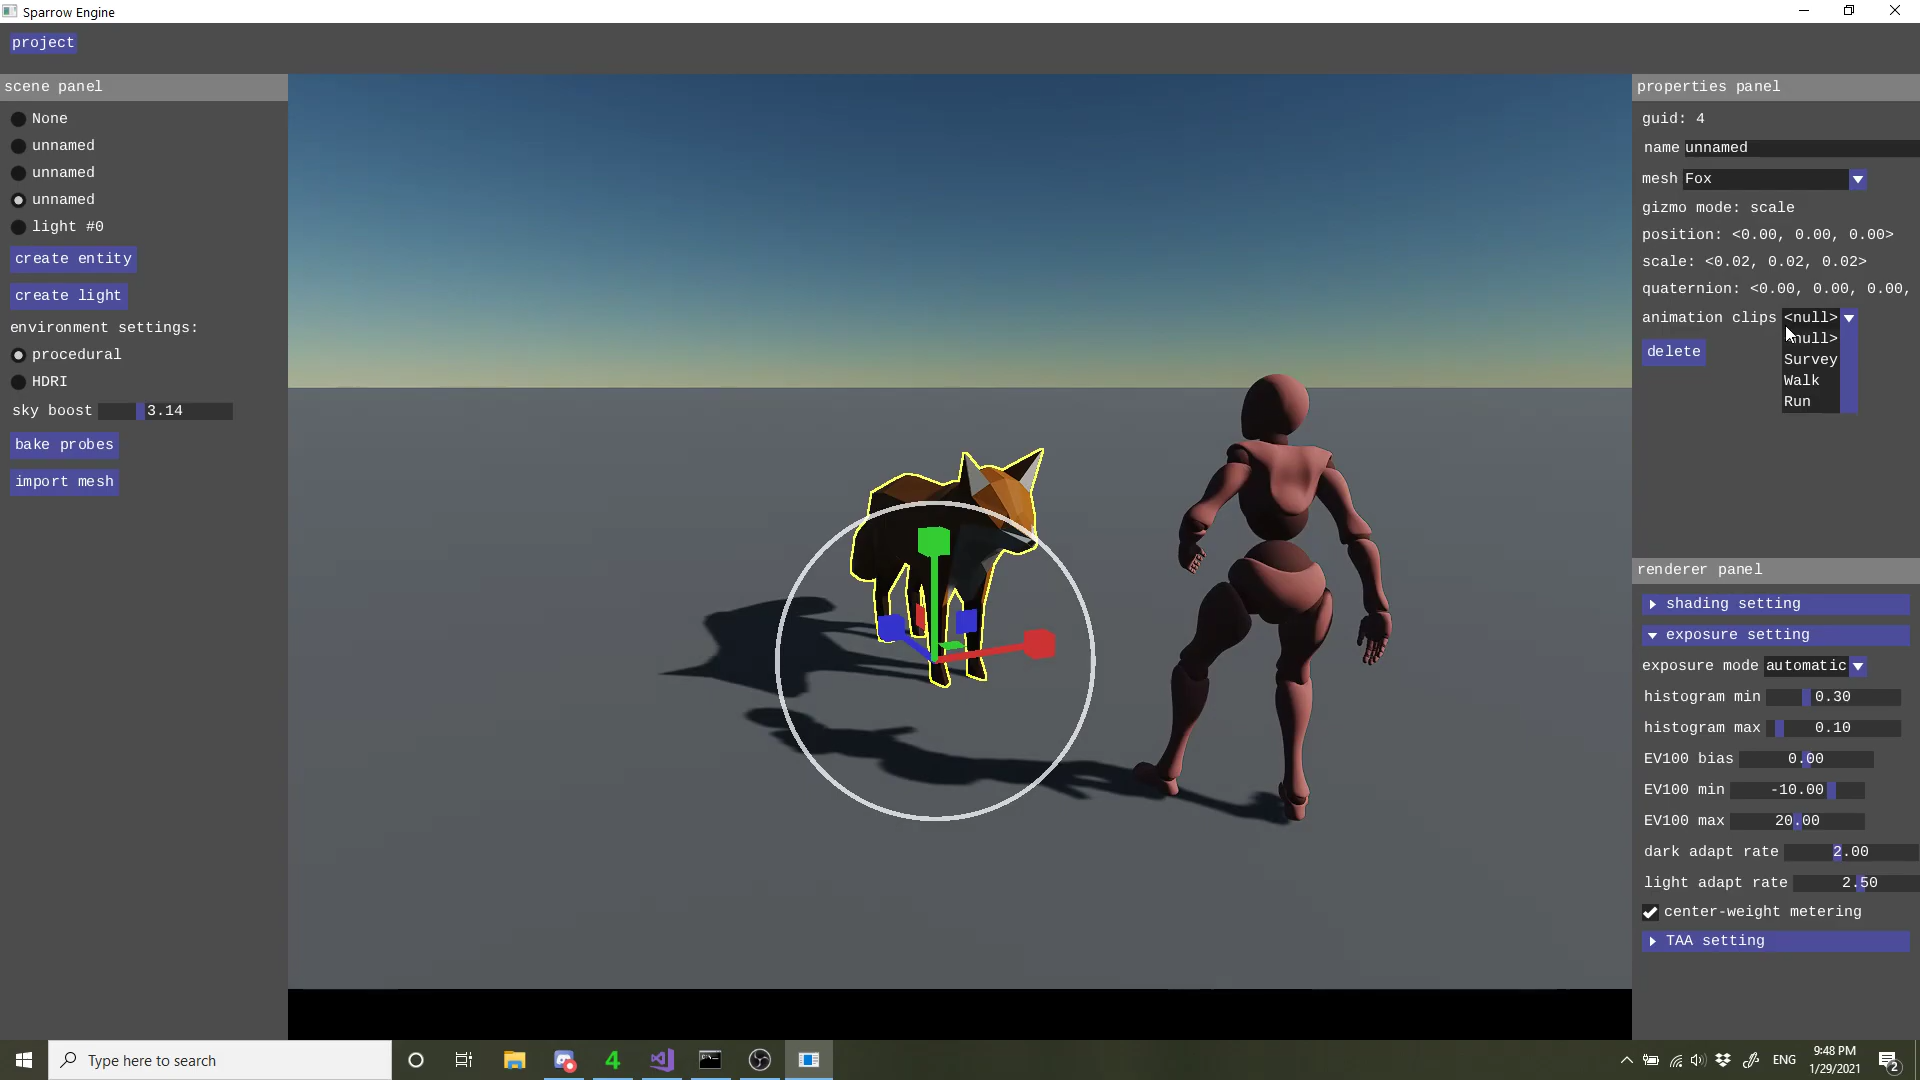 Sparrow Engine
project
scene panel
None
unnamed
unnamed
unnamed
light #0
create entity
create light
environment settings:
procedural
HDRI
sky boost 3.14
bake probes
import mesh
properties panel
guid: 4
name unnamed
mesh Fox
gizmo mode: scale
position: <0.00, 0.00, 0.00>
scale: <0.02, 0.02, 0.02>
quaternion: <0.00, 0.00, 0.00,
animation clips <null>
null>
Survey
Walk
Run
delete
renderer panel
shading setting
exposure setting
exposure mode automatic
histogram min 0.30
histogram max 0.10
EV100 bias 0.00
EV100 min -10.00
EV100 max 20.00
dark adapt rate 2.00
light adapt rate 2.50
center-weight metering
TAA setting
Type here to search
4
ENG
9:48 PM
1/29/2021
2